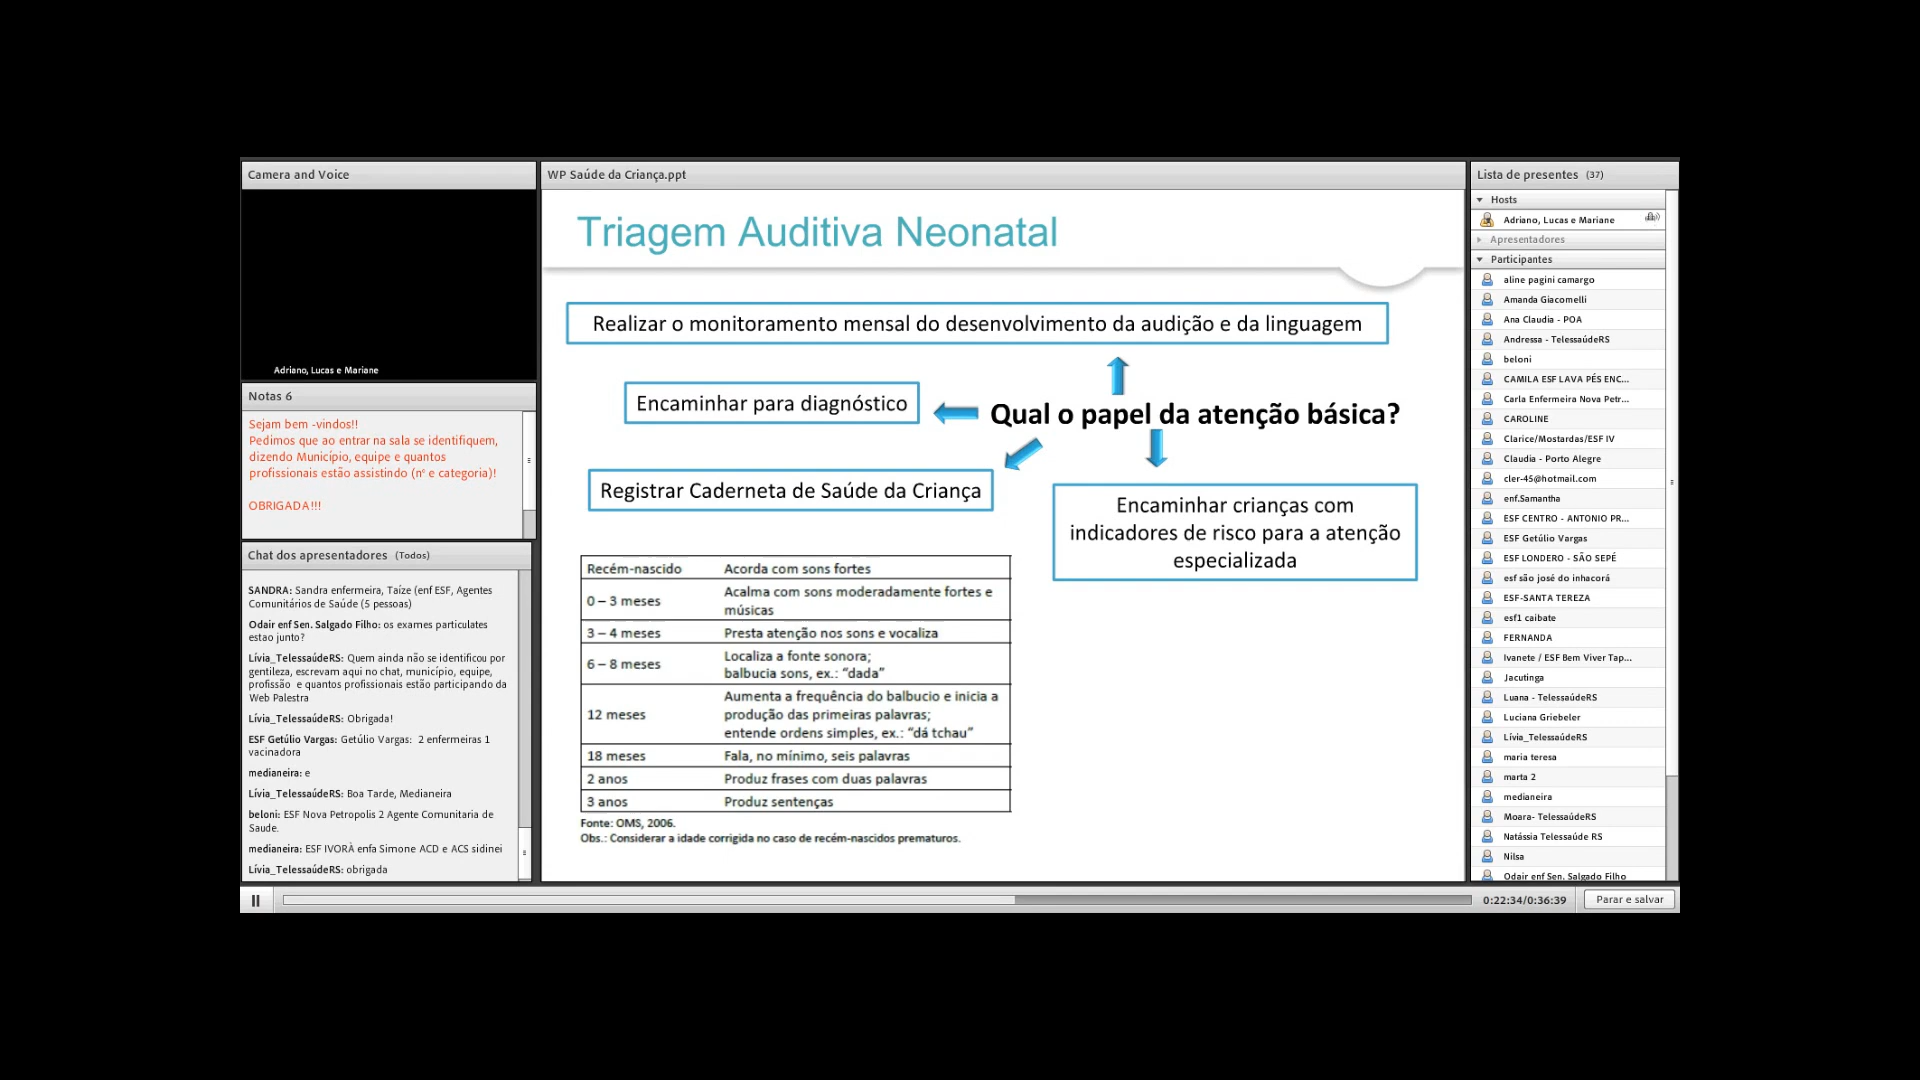 Camera and Voice
Adriano, Lucas e Mariane
Notas 6
Sejam bem -vindos!!
Pedimos que ao entrar na sala se identifiquem,
dizendo Município, equipe e quantos
profissionais estão assistindo (nº e categoria)!
OBRIGADA!!!
Chat dos apresentadores (Todos)
SANDRA: Sandra enfermeira, Taíze (enf ESF, Agentes
Comunitários de Saúde (5 pessoas)
Odair enf Sen. Salgado Filho: os exames particulates
estao junto?
Lívia_TelessaúdeRS: Quem ainda não se identificou por
gentileza, escrevam aqui no chat, município, equipe,
profissão e quantos profissionais estão participando da
Web Palestra
Lívia_TelessaúdeRS: Obrigada!
ESF Getúlio Vargas: Getúlio Vargas: 2 enfermeiras 1
vacinadora
medianeira: e
Lívia_TelessaúdeRS: Boa Tarde, Medianeira
beloni: ESF Nova Petropolis 2 Agente Comunitaria de
Saude.
medianeira: ESF IVORÀ enfa Simone ACD e ACS sidinei
Lívia_TelessaúdeRS: obrigada
WP Saúde da Criança.ppt
Triagem Auditiva Neonatal
Realizar o monitoramento mensal do desenvolvimento da audição e da linguagem
Encaminhar para diagnóstico
Qual o papel da atenção básica?
Registrar Caderneta de Saúde da Criança
Encaminhar crianças com
indicadores de risco para a atenção
especializada
Recém-nascido Acorda com sons fortes
0 – 3 meses Acalma com sons moderadamente fortes e
músicas
3 – 4 meses Presta atenção nos sons e vocaliza
6 – 8 meses Localiza a fonte sonora;
balbucia sons, ex.: “dada”
12 meses Aumenta a frequência do balbucio e inicia a
produção das primeiras palavras;
entende ordens simples, ex.: “dá tchau”
18 meses Fala, no mínimo, seis palavras
2 anos Produz frases com duas palavras
3 anos Produz sentenças
Fonte: OMS, 2006.
Obs.: Considerar a idade corrigida no caso de recém-nascidos prematuros.
Lista de presentes (37)
Hosts
Adriano, Lucas e Mariane
Apresentadores
Participantes
aline pagini camargo
Amanda Giacomelli
Ana Claudia - POA
Andressa - TelessaúdeRS
beloni
CAMILA ESF LAVA PÉS ENC...
Carla Enfermeira Nova Petr...
CAROLINE
Clarice/Mostardas/ESF IV
Claudia - Porto Alegre
cler-45@hotmail.com
enf.Samantha
ESF CENTRO - ANTONIO PR...
ESF Getúlio Vargas
ESF LONDERO - SÃO SEPÉ
esf são josé do inhacorá
ESF-SANTA TEREZA
esf1 caibate
FERNANDA
Ivanete / ESF Bem Viver Tap...
Jacutinga
Luana - TelessaúdeRS
Luciana Griebeler
Lívia_TelessaúdeRS
maria teresa
marta 2
medianeira
Moara- TelessaúdeRS
Natássia Telessaúde RS
Nilsa
Odair enf Sen. Salgado Filho
0:22:34/0:36:39
Parar e salvar